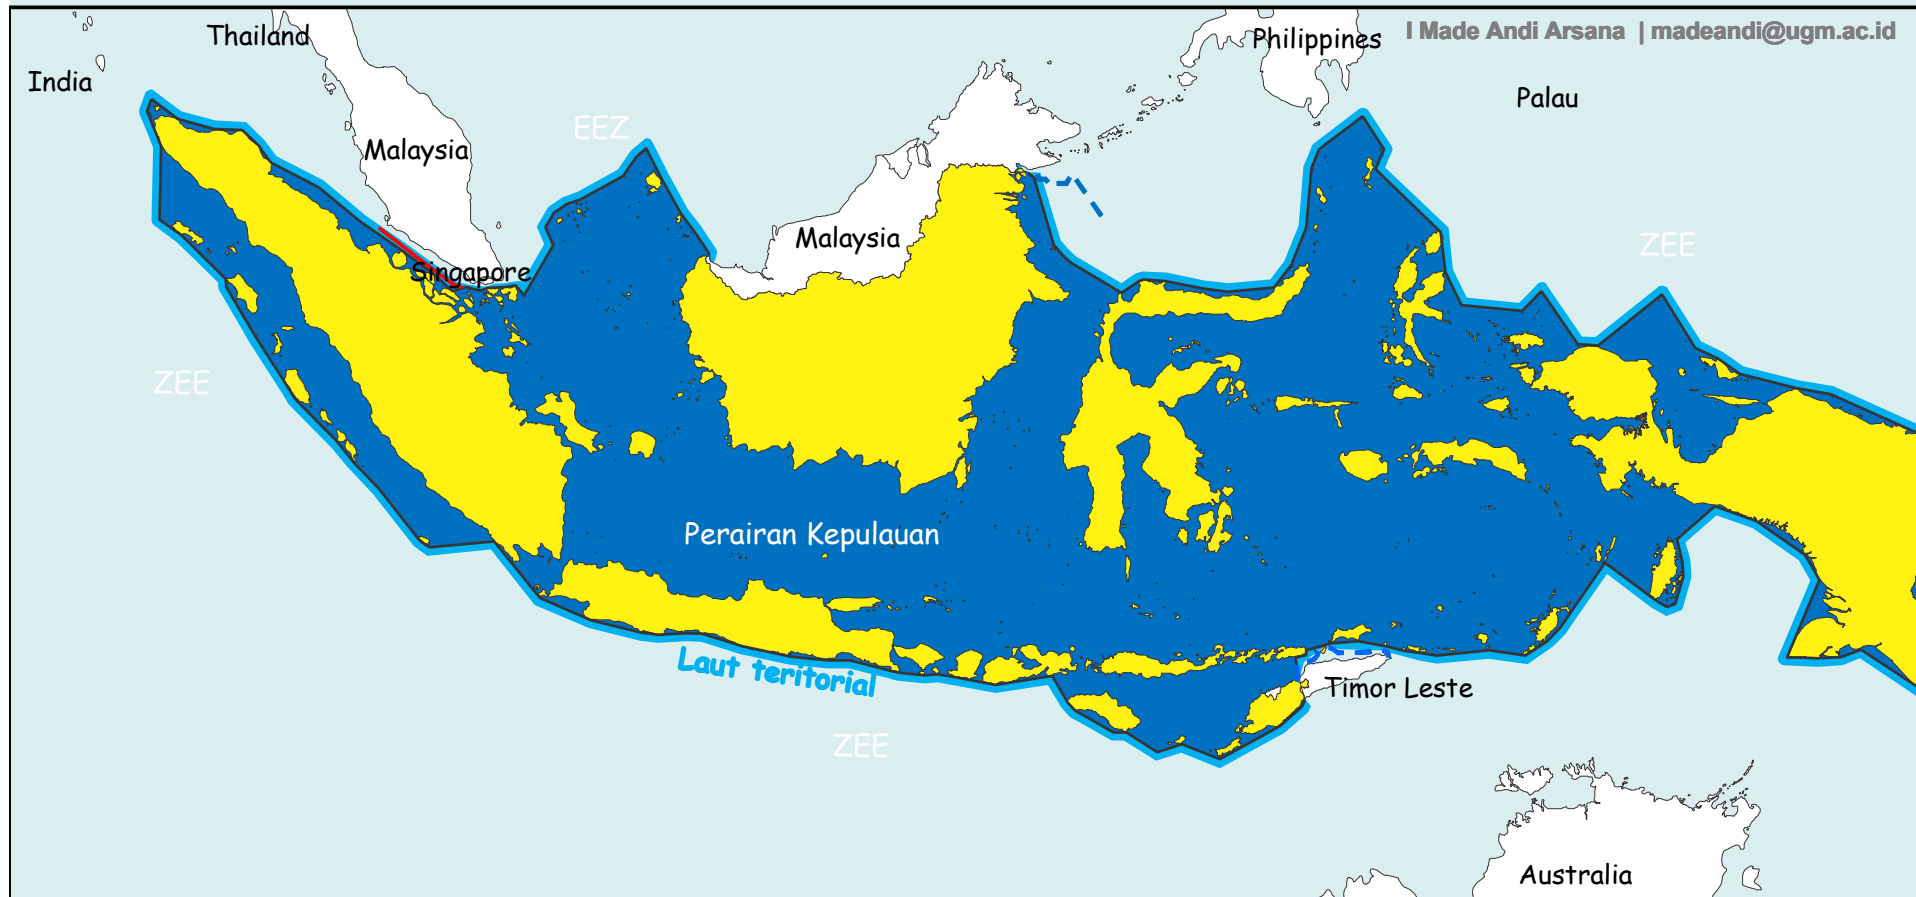 Thailand
Philippines
I Made Andi Arsana | madeandi@ugm.ac.id
India
Palau
EEZ
Malaysia
Malaysia
ZEE
Singapore
ZEE
Perairan Kepulauan
Laut teritorial
Timor Leste
ZEE
Australia